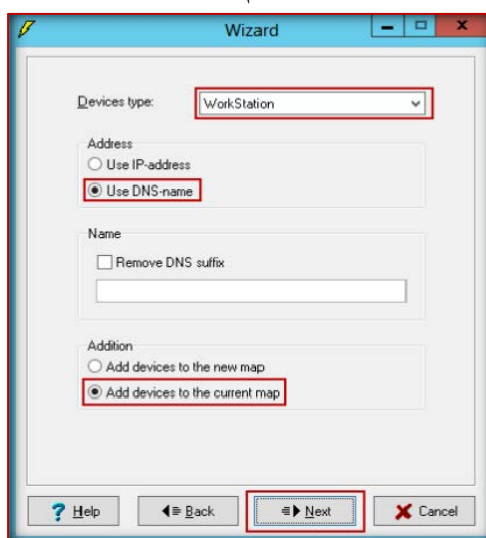 Wizard
Devices type: WorkStation
Address
Use IP-address
Use DNS-name
Name
Remove DNS suffix
Addition
Add devices to the new map
Add devices to the current map
? Help Back Next Cancel